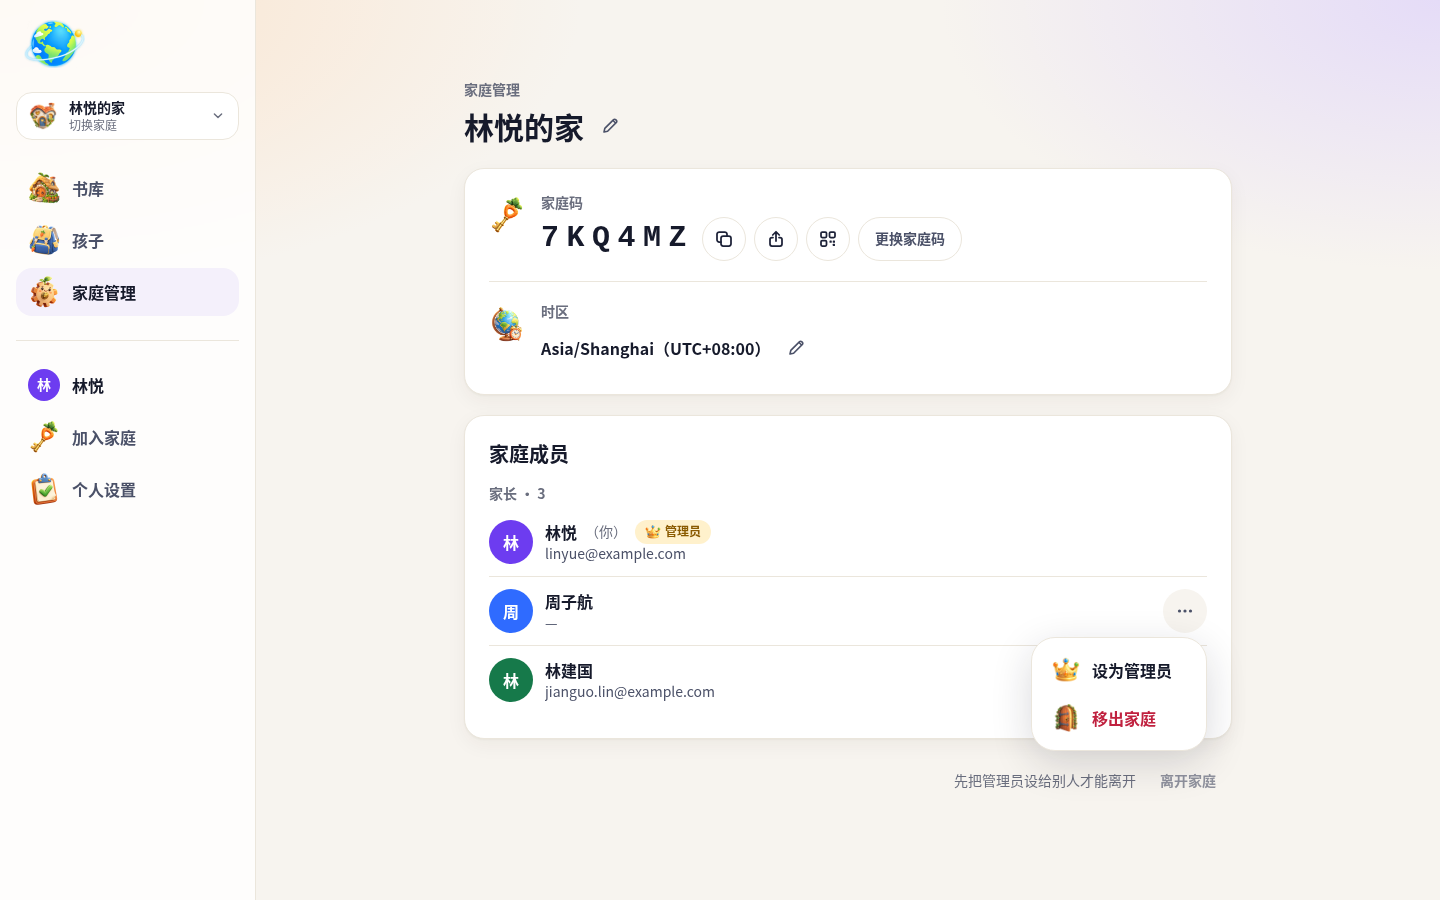 林悦的家
切换家庭
书库
孩子
家庭管理
林
林悦
加入家庭
个人设置
家庭管理
林悦的家
家庭码
7KQ4MZ
更换家庭码
时区
Asia/Shanghai（UTC+08:00）
家庭成员
家长 · 3
林
林悦 （你） 管理员
linyue@example.com
周
周子航
—
林
林建国
jianguo.lin@example.com
设为管理员
移出家庭
先把管理员设给别人才能离开 离开家庭